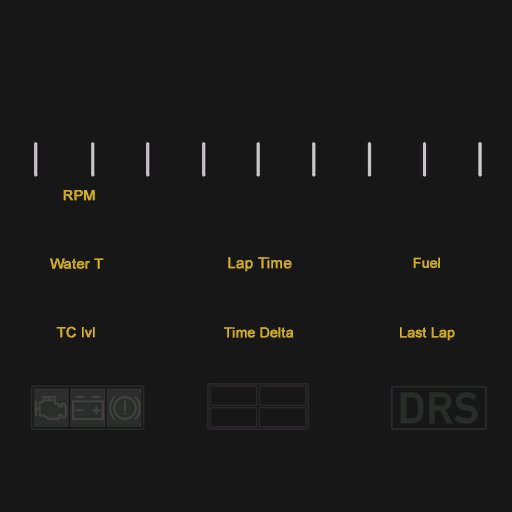 RPM
Water T
Lap Time
Fuel
TC lvl
Time Delta
Last Lap
DRS